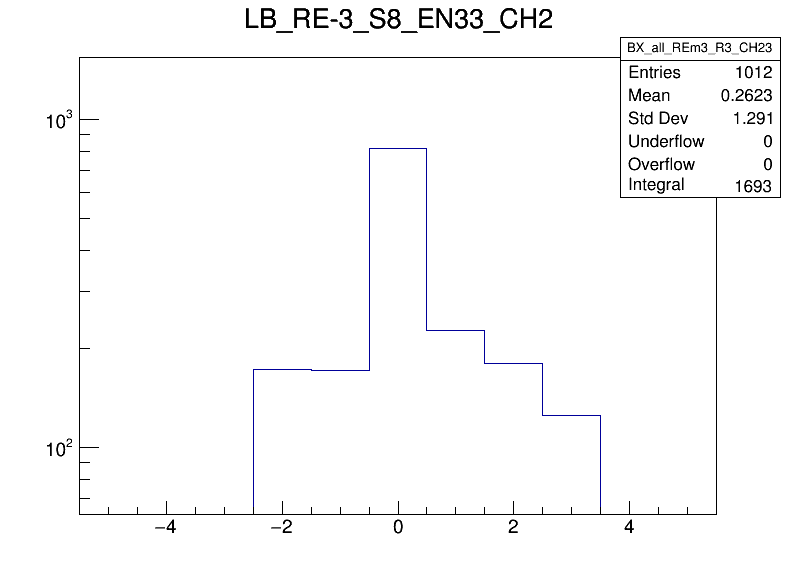 LB_RE-3_S8_EN33_CH2
BX_all_REm3_R3_CH23
Entries 1012
Mean 0.2623
Std Dev 1.291
Underflow 0
Overflow 0
Integral 1693
10³
10²
−4 −2 0 2 4